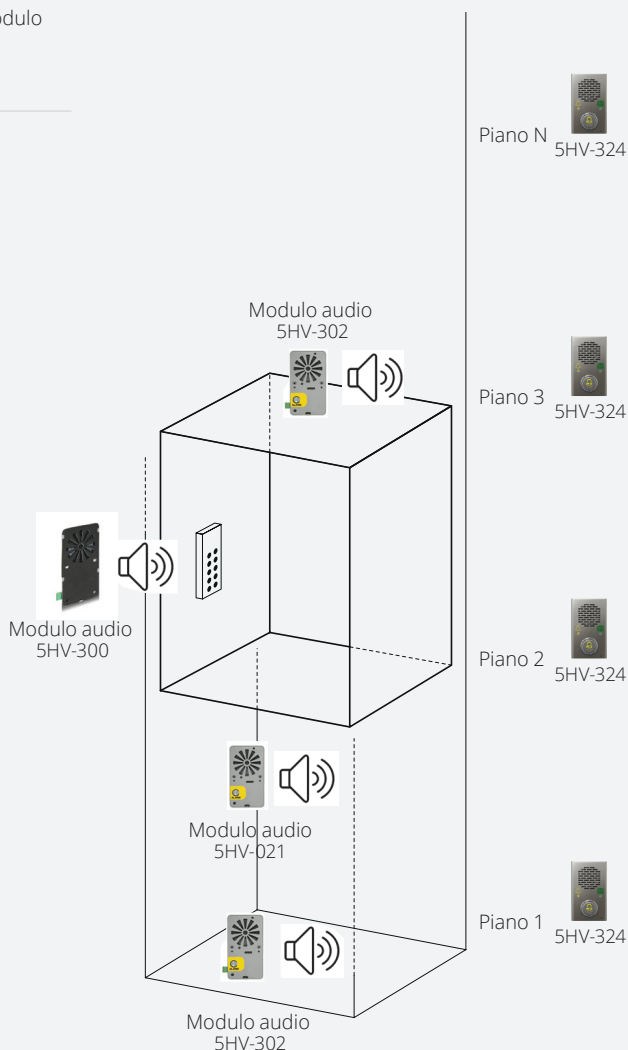 odulo
Piano N
5HV-324
Modulo audio
5HV-302
Piano 3
5HV-324
Modulo audio
5HV-300
Piano 2
5HV-324
Modulo audio
5HV-021
Piano 1
5HV-324
Modulo audio
5HV-302